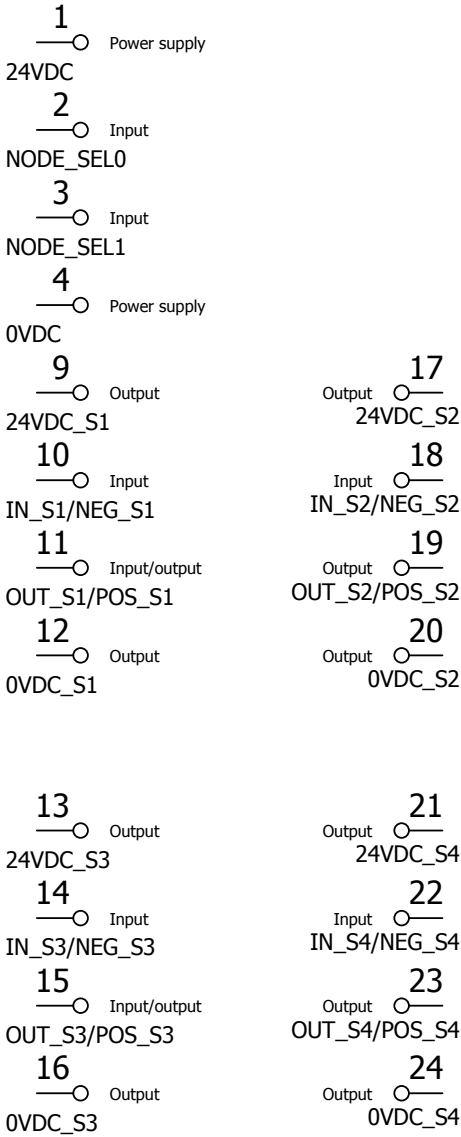 1
Power supply
24VDC
2
Input
NODE_SEL0
3
Input
NODE_SEL1
4
Power supply
0VDC
9
Output
24VDC_S1
10
Input
IN_S1/NEG_S1
11
Input/output
OUT_S1/POS_S1
12
Output
0VDC_S1
17
Output
24VDC_S2
18
Input
IN_S2/NEG_S2
19
Output
OUT_S2/POS_S2
20
Output
0VDC_S2
13
Output
24VDC_S3
14
Input
IN_S3/NEG_S3
15
Input/output
OUT_S3/POS_S3
16
Output
0VDC_S3
21
Output
24VDC_S4
22
Input
IN_S4/NEG_S4
23
Output
OUT_S4/POS_S4
24
Output
0VDC_S4